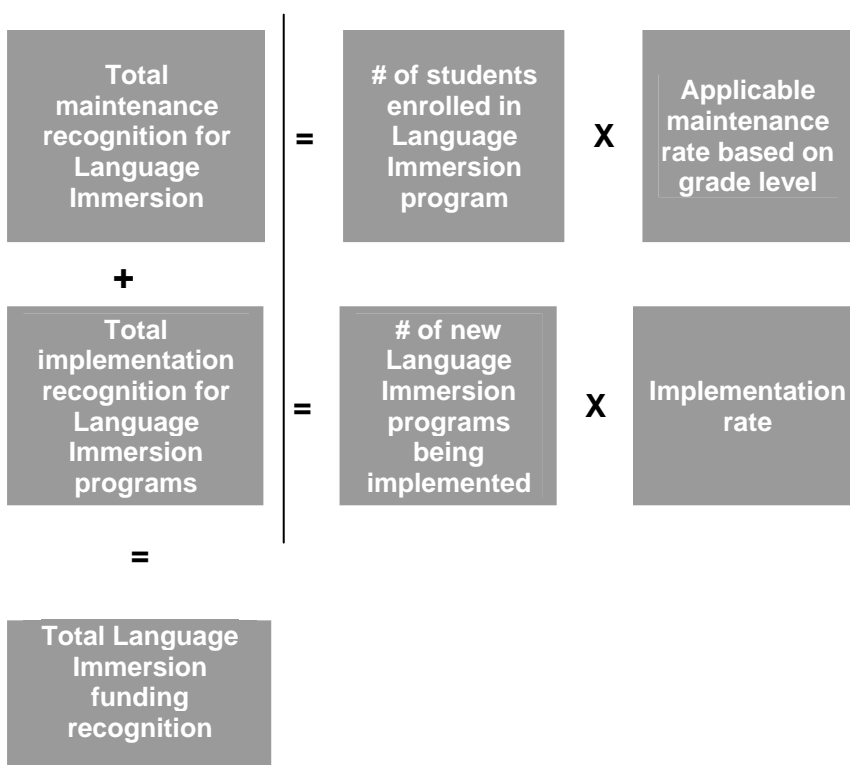 Total
maintenance
recognition for
Language
Immersion
=
# of students
enrolled in
Language
Immersion
program
X
Applicable
maintenance
rate based on
grade level
+
Total
implementation
recognition for
Language
Immersion
programs
=
# of new
Language
Immersion
programs
being
implemented
X
Implementation
rate
=
Total Language
Immersion
funding
recognition